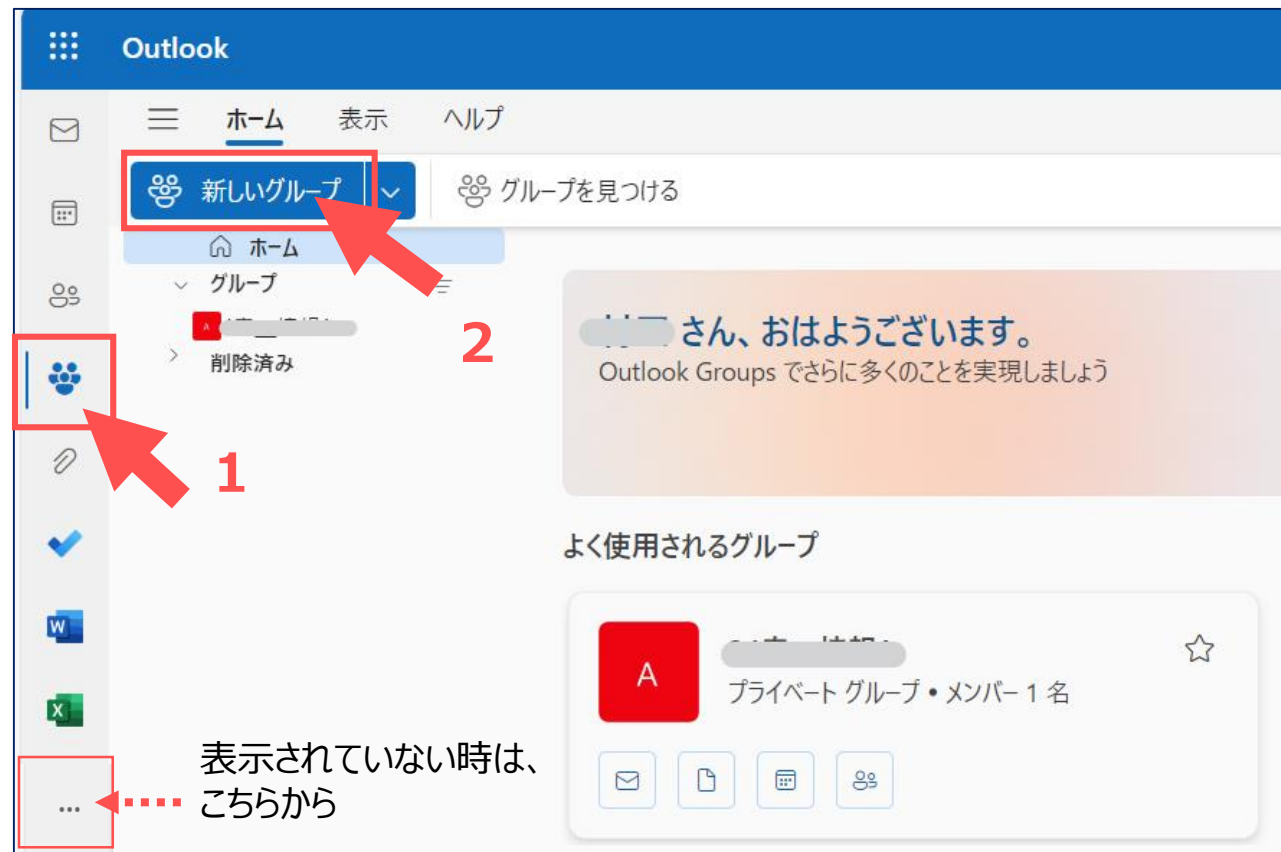 Outlook
ホーム 表示 ヘルプ
新しいグループ グループを見つける
ホーム
グループ
A
削除済み
2
さん、おはようございます。
Outlook Groups でさらに多くのことを実現しましょう
1
よく使用されるグループ
W
A
プライベート グループ • メンバー 1 名
X
表示されていない時は、
こちらから